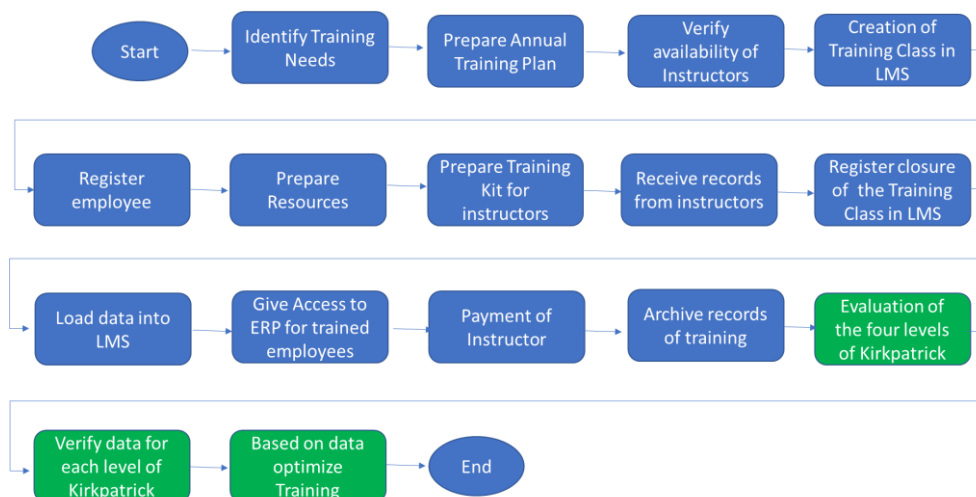 Start
Identify Training
Needs
Prepare Annual
Training Plan
Verify
availability of
Instructors
Creation of
Training Class in
LMS
Register
employee
Prepare
Resources
Prepare Training
Kit for
instructors
Receive records
from instructors
Register closure
of the Training
Class in LMS
Load data into
LMS
Give Access to
ERP for trained
employees
Payment of
Instructor
Archive records
of training
Evaluation of
the four levels
of Kirkpatrick
Verify data for
each level of
Kirkpatrick
Based on data
optimize
Training
End